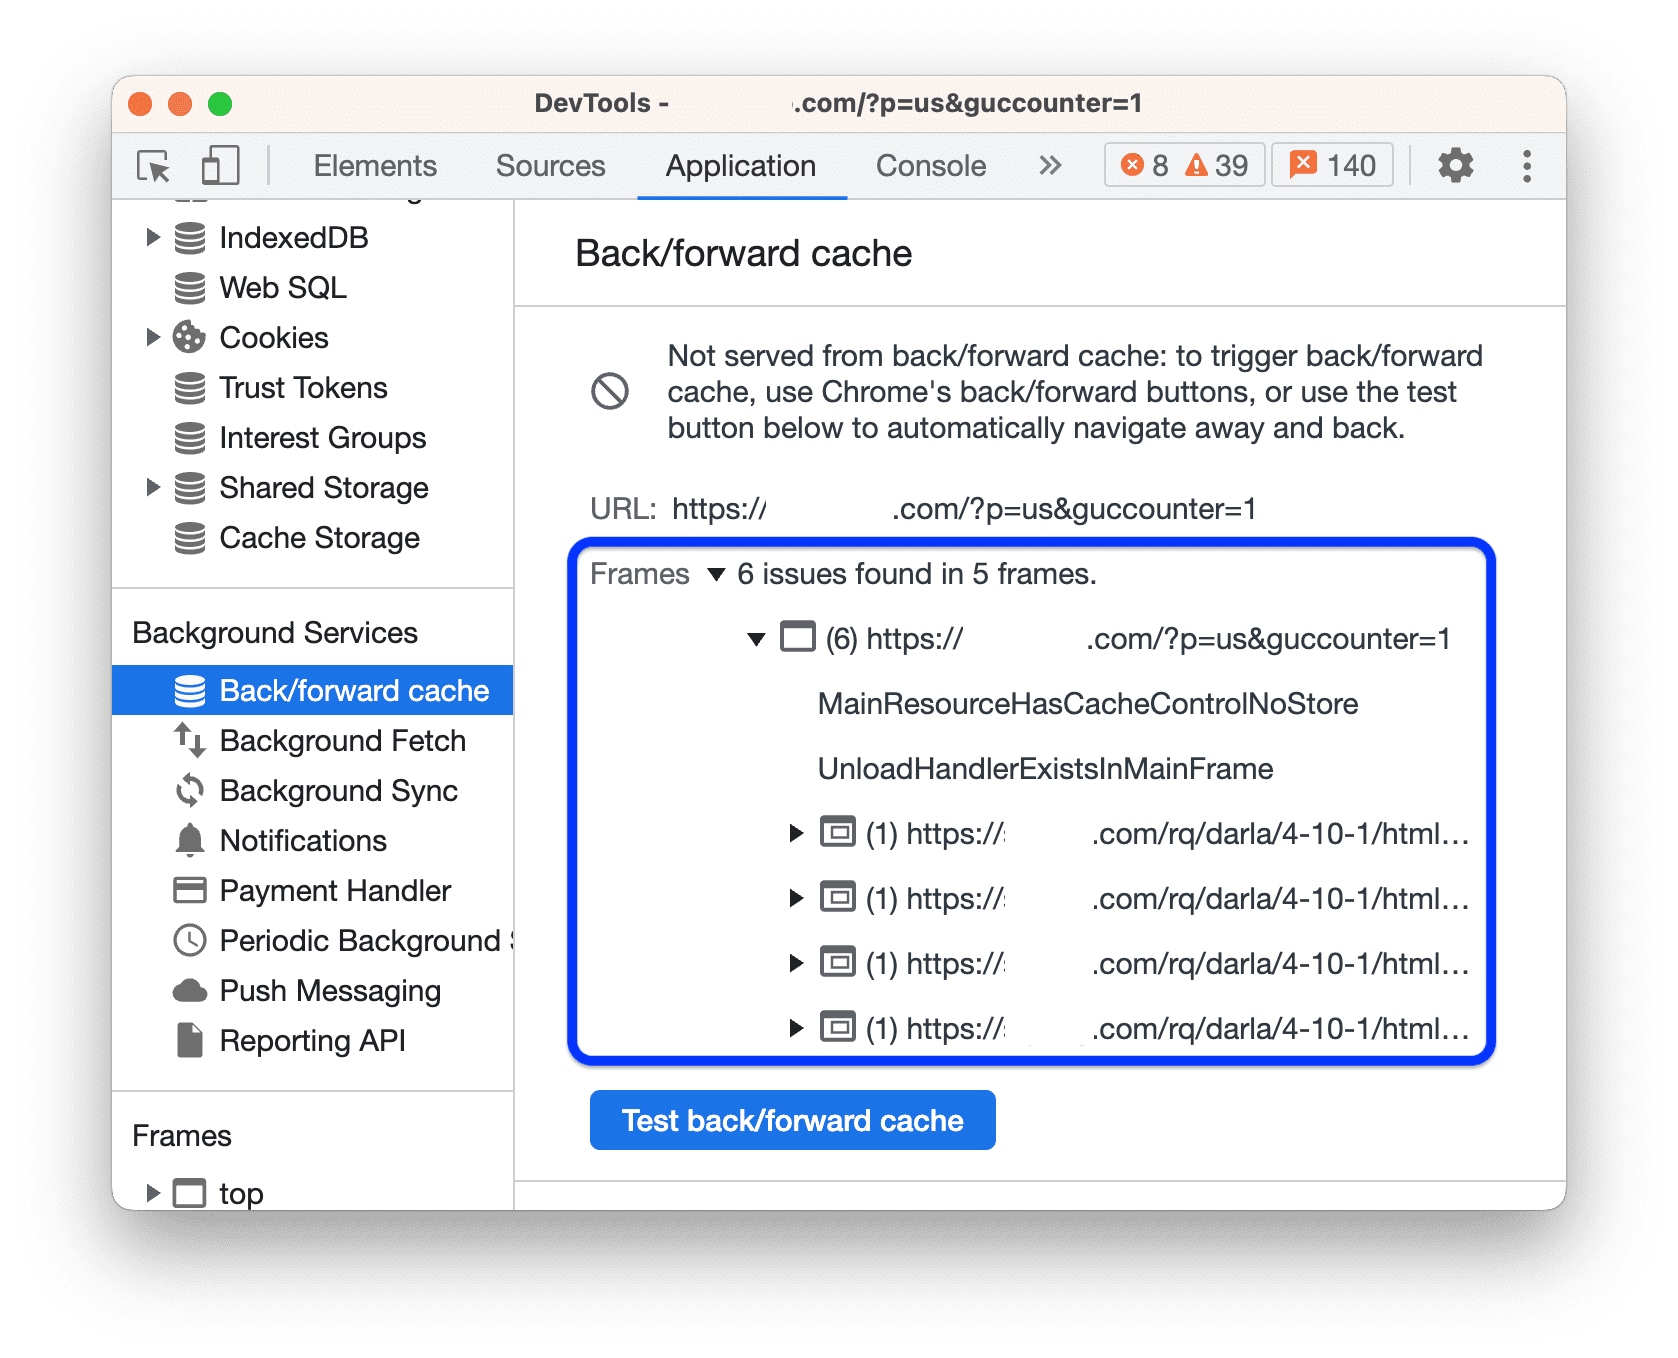 DevTools - .com/?p=us&guccounter=1
Elements Sources Application Console 8 39 140
IndexedDB
Web SQL
Cookies
Trust Tokens
Interest Groups
Shared Storage
Cache Storage
Background Services
Back/forward cache
Background Fetch
Background Sync
Notifications
Payment Handler
Periodic Background
Push Messaging
Reporting API
Frames
top
Back/forward cache
Not served from back/forward cache: to trigger back/forward
cache, use Chrome's back/forward buttons, or use the test
button below to automatically navigate away and back.
URL: https:// .com/?p=us&guccounter=1
Frames 6 issues found in 5 frames.
(6) https:// .com/?p=us&guccounter=1
MainResourceHasCacheControlNoStore
UnloadHandlerExistsInMainFrame
(1) https:// .com/rq/darla/4-10-1/html…
(1) https:// .com/rq/darla/4-10-1/html…
(1) https:// .com/rq/darla/4-10-1/html…
(1) https:// .com/rq/darla/4-10-1/html…
Test back/forward cache